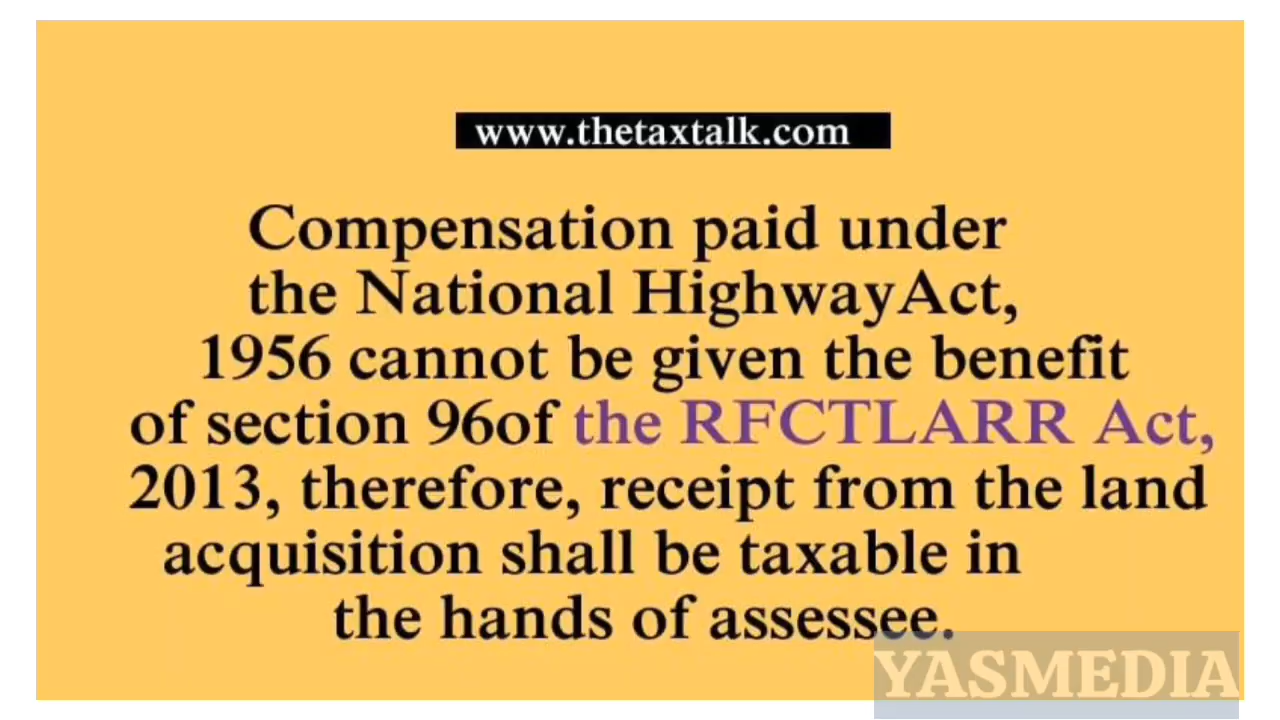 www.thetaxtalk.com
Compensation paid under
the National HighwayAct,
1956 cannot be given the benefit
of section 96of the RFCTLARR Act,
2013, therefore, receipt from the land
acquisition shall be taxable in
the hands of assessee.
YASMEDIA